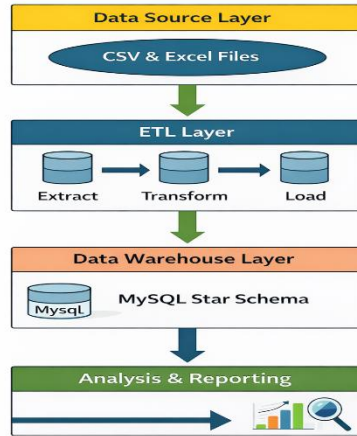 Data Source Layer
CSV & Excel Files
ETL Layer
Extract Transform Load
Data Warehouse Layer
MySQL Star Schema
MysqL
Analysis & Reporting